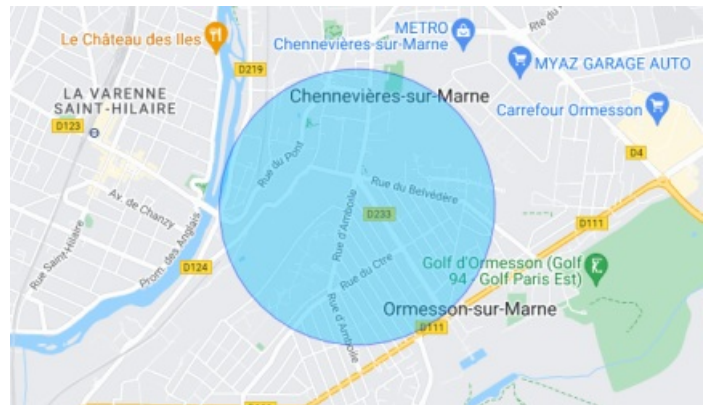 METRO
Chennevières-sur-Marne
Le Château des Iles
D219
MYAZ GARAGE AUTO
LA VARENNE
SAINT-HILAIRE
Chennevières-sur-Marne
Carrefour Ormesson
D123
D4
Rue du Pont
Rue du Belvédère
Av. de Chanzy
Rue d'Amboile
D233
D111
Prom. des Anglais
Rue Saint-Hilaire
D124
Rue du Ctre
Golf d'Ormesson (Golf
94 - Golf Paris Est)
Rue d'Amboile
Ormesson-sur-Marne
D111